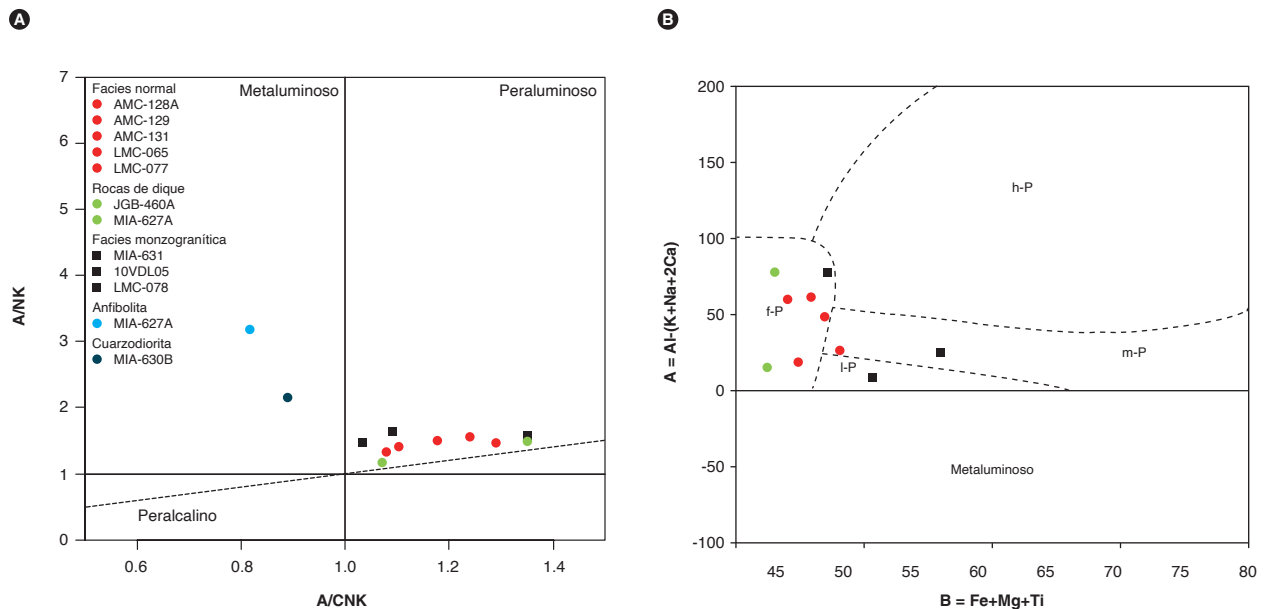 A
7
6
5
4
3
2
1
0
A/NK
Metaluminoso
Peraluminoso
Facies normal
AMC-128A
AMC-129
AMC-131
LMC-065
LMC-077
Rocas de dique
JGB-460A
MIA-627A
Facies monzogranítica
MIA-631
10VDL05
LMC-078
Anfibolita
MIA-627A
Cuarzodiorita
MIA-630B
Peralcalino
0.6 0.8 1.0 1.2 1.4
A/CNK
B
200
150
100
50
0
-50
-100
A = Al-(K+Na+2Ca)
h-P
f-P
m-P
l-P
Metaluminoso
45 50 55 60 65 70 75 80
B = Fe+Mg+Ti